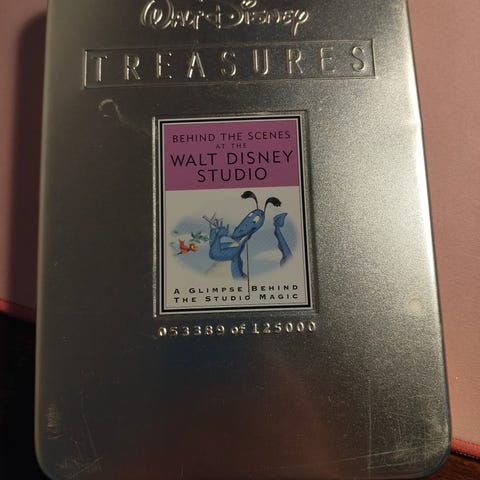 Walt Disney
TREASURES
BEHIND THE SCENES
AT THE
WALT DISNEY
STUDIO
A GLIMPSE BEHIND
THE STUDIO MAGIC
053389 of 125000